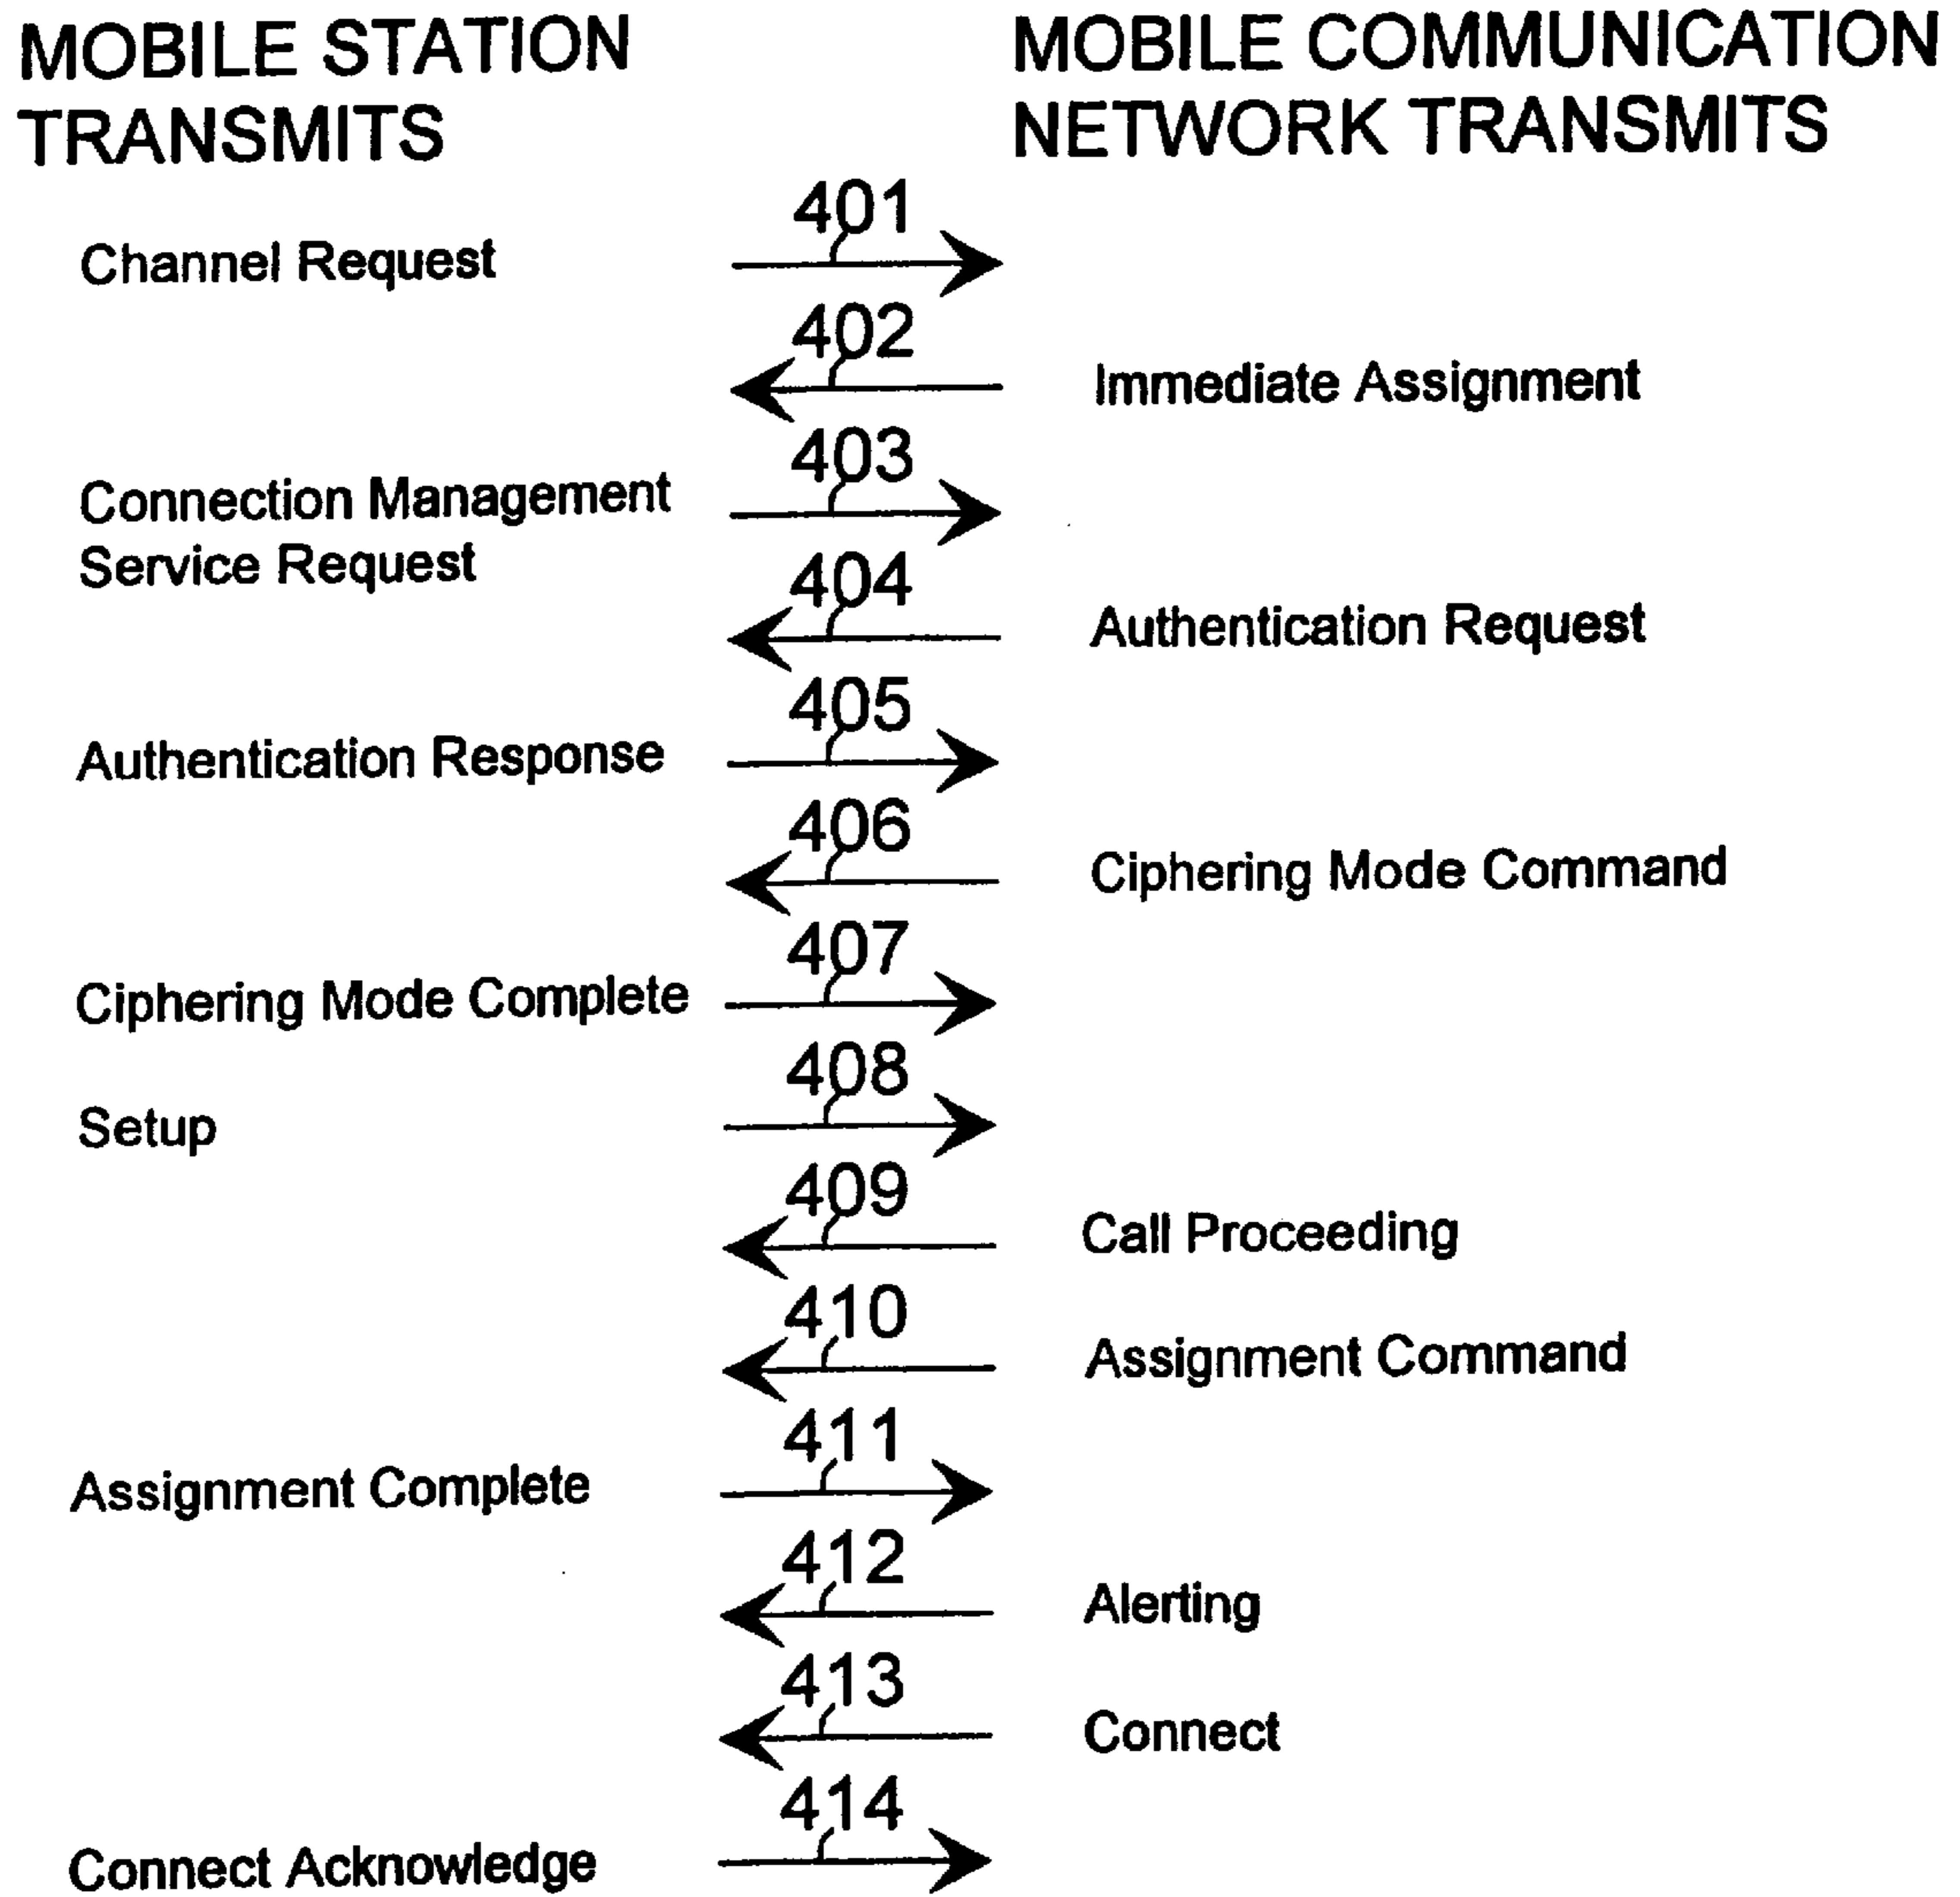 MOBILE STATION
TRANSMITS
MOBILE COMMUNICATION
NETWORK TRANSMITS
401
Channel Request
402
Immediate Assignment
403
Connection Management
Service Request
404
Authentication Request
405
Authentication Response
406
Ciphering Mode Command
407
Ciphering Mode Complete
408
Setup
409
Call Proceeding
410
Assignment Command
411
Assignment Complete
412
Alerting
413
Connect
414
Connect Acknowledge